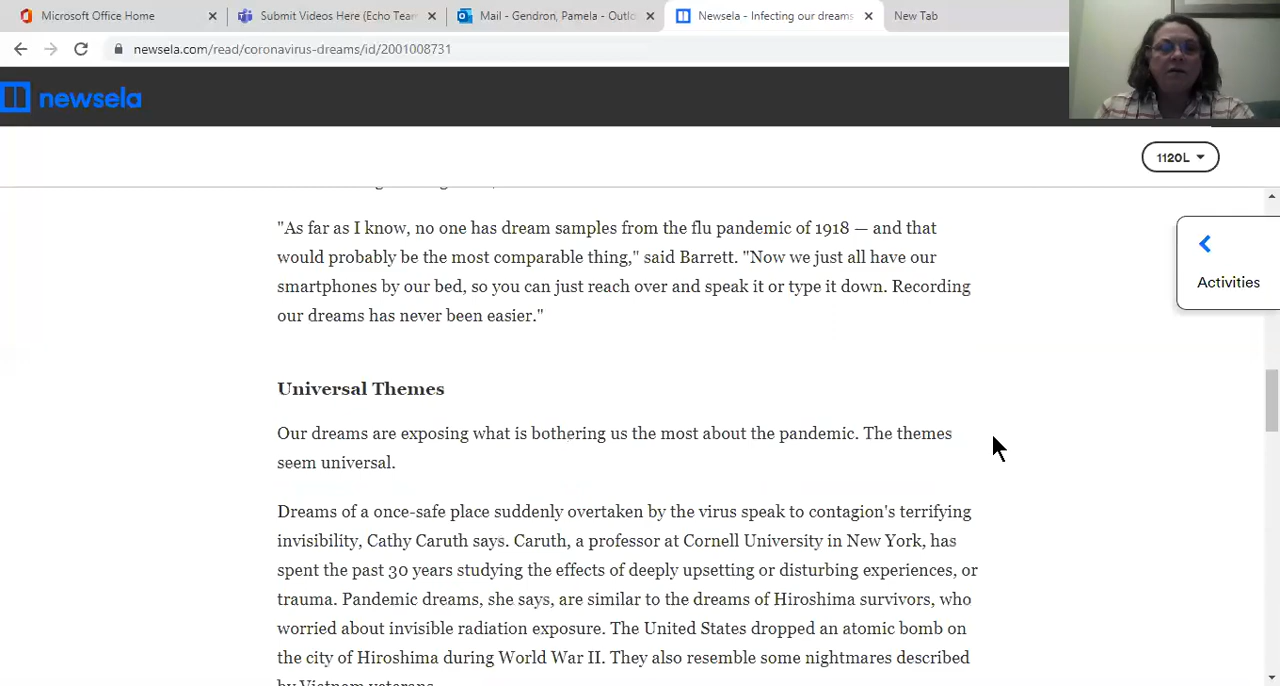 Microsoft Office Home
Submit Videos Here (Echo Tean
Mail - Gendron, Pamela - Outlo
Newsela - Infecting our dreams
New Tab
newsela.com/read/coronavirus-dreams/id/2001008731
newsela
1120L
"As far as I know, no one has dream samples from the flu pandemic of 1918 — and that
would probably be the most comparable thing," said Barrett. "Now we just all have our
smartphones by our bed, so you can just reach over and speak it or type it down. Recording
our dreams has never been easier."
Activities
Universal Themes
Our dreams are exposing what is bothering us the most about the pandemic. The themes
seem universal.
Dreams of a once-safe place suddenly overtaken by the virus speak to contagion's terrifying
invisibility, Cathy Caruth says. Caruth, a professor at Cornell University in New York, has
spent the past 30 years studying the effects of deeply upsetting or disturbing experiences, or
trauma. Pandemic dreams, she says, are similar to the dreams of Hiroshima survivors, who
worried about invisible radiation exposure. The United States dropped an atomic bomb on
the city of Hiroshima during World War II. They also resemble some nightmares described
by Vietnam veterans.